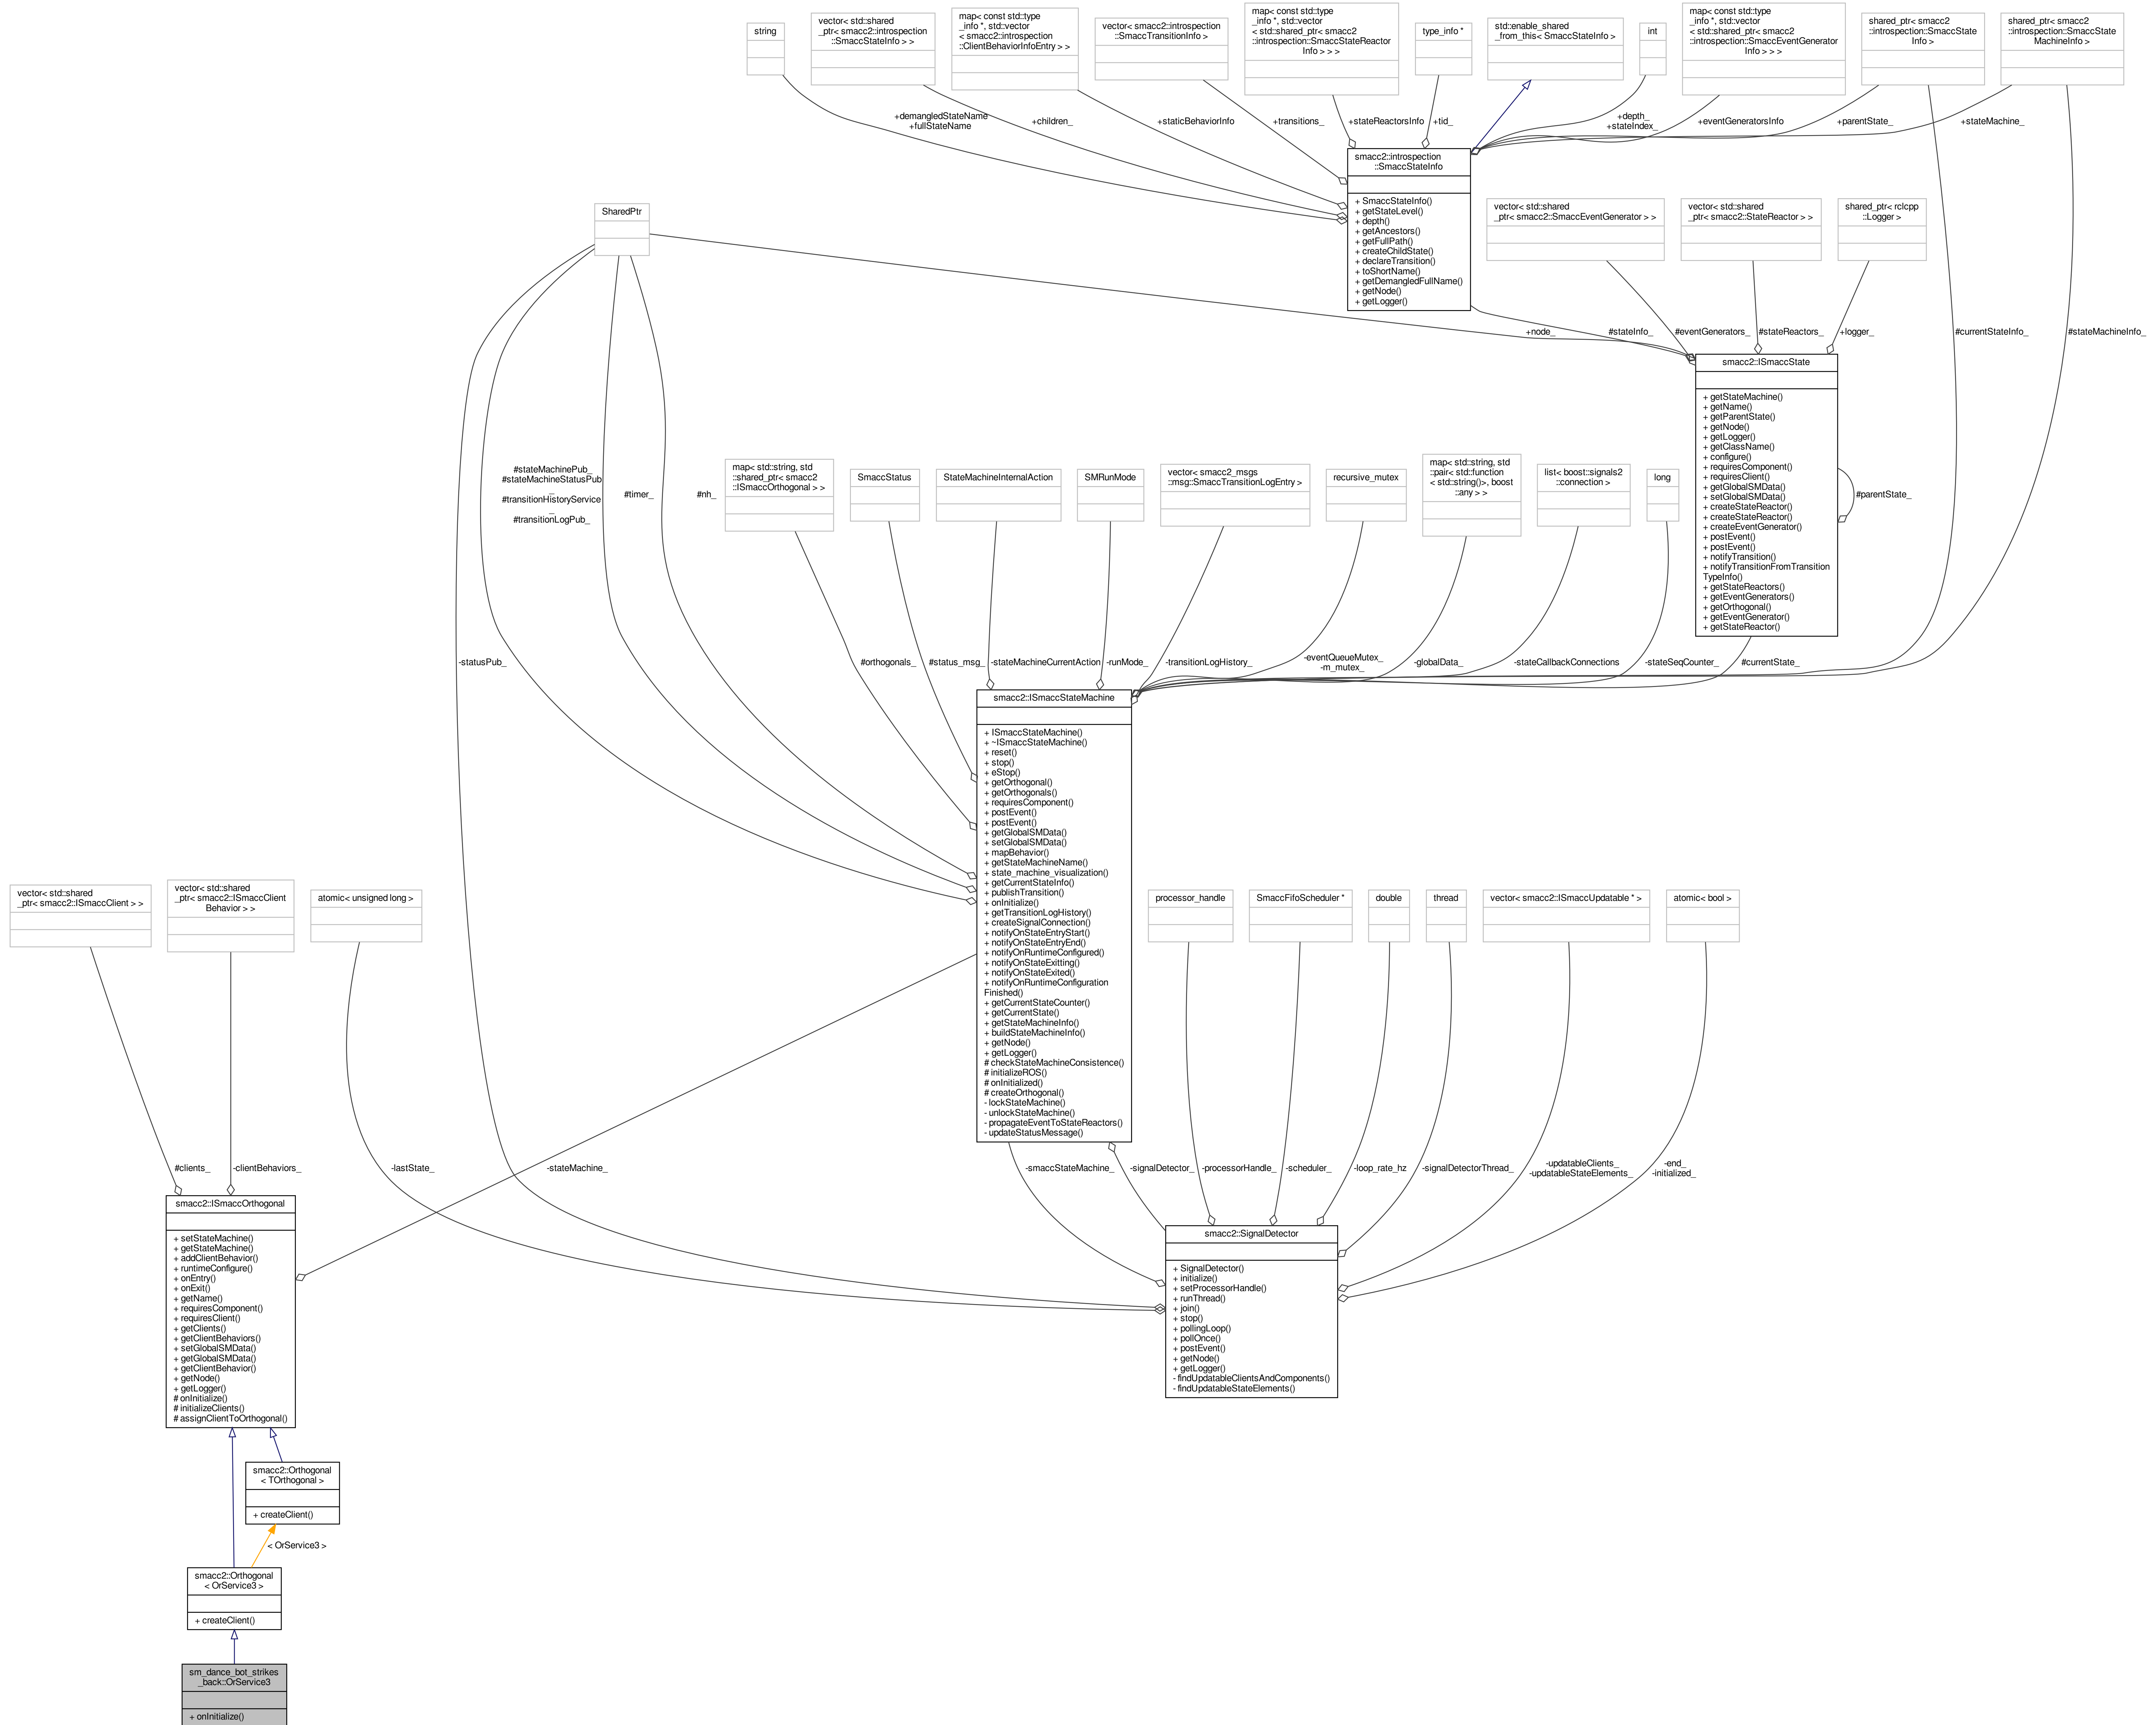 string
vector< std::shared
_ptr< smacc2::introspection
::SmaccStateInfo > >
map< const std::type
_info *, std::vector
< smacc2::introspection
::ClientBehaviorInfoEntry > >
vector< smacc2::introspection
::SmaccTransitionInfo >
map< const std::type
_info *, std::vector
< std::shared_ptr< smacc2
::introspection::SmaccStateReactor
Info > > >
type_info *
std::enable_shared
_from_this< SmaccStateInfo >
int
map< const std::type
_info *, std::vector
< std::shared_ptr< smacc2
::introspection::SmaccEventGenerator
Info > > >
shared_ptr< smacc2
::introspection::SmaccState
Info >
shared_ptr< smacc2
::introspection::SmaccState
MachineInfo >
+demangledStateName
+fullStateName
+children_
+staticBehaviorInfo
+transitions_
+stateReactorsInfo
+tid_
+depth_
+stateIndex_
+eventGeneratorsInfo
+parentState_
+stateMachine_
smacc2::introspection
::SmaccStateInfo
+ SmaccStateInfo()
+ getStateLevel()
+ depth()
+ getAncestors()
+ getFullPath()
+ createChildState()
+ declareTransition()
+ toShortName()
+ getDemangledFullName()
+ getNode()
+ getLogger()
SharedPtr
vector< std::shared
_ptr< smacc2::SmaccEventGenerator > >
vector< std::shared
_ptr< smacc2::StateReactor > >
shared_ptr< rclcpp
::Logger >
+node_
#stateInfo_
#eventGenerators_
#stateReactors_
+logger_
#currentStateInfo_
#stateMachineInfo_
smacc2::ISmaccState
+ getStateMachine()
+ getName()
+ getParentState()
+ getNode()
+ getLogger()
+ getClassName()
+ configure()
+ requiresComponent()
+ requiresClient()
+ getGlobalSMData()
+ setGlobalSMData()
+ createStateReactor()
+ createStateReactor()
+ createEventGenerator()
+ postEvent()
+ postEvent()
+ notifyTransition()
+ notifyTransitionFromTransition
TypeInfo()
+ getStateReactors()
+ getEventGenerators()
+ getOrthogonal()
+ getEventGenerator()
+ getStateReactor()
#parentState_
#stateMachinePub_
#stateMachineStatusPub
_
#transitionHistoryService
_
#transitionLogPub_
#timer_
#nh_
map< std::string, std
::shared_ptr< smacc2
::ISmaccOrthogonal > >
SmaccStatus
StateMachineInternalAction
SMRunMode
vector< smacc2_msgs
::msg::SmaccTransitionLogEntry >
recursive_mutex
map< std::string, std
::pair< std::function
< std::string()>, boost
::any > >
list< boost::signals2
::connection >
long
-statusPub_
#orthogonals_
#status_msg_
-stateMachineCurrentAction
-runMode_
-transitionLogHistory_
-eventQueueMutex_
-m_mutex_
-globalData_
-stateCallbackConnections
-stateSeqCounter_
#currentState_
smacc2::ISmaccStateMachine
+ ISmaccStateMachine()
+ ~ISmaccStateMachine()
+ reset()
+ stop()
+ eStop()
+ getOrthogonal()
+ getOrthogonals()
+ requiresComponent()
+ postEvent()
+ postEvent()
+ getGlobalSMData()
+ setGlobalSMData()
+ mapBehavior()
+ getStateMachineName()
+ state_machine_visualization()
+ getCurrentStateInfo()
+ publishTransition()
+ onInitialize()
+ getTransitionLogHistory()
+ createSignalConnection()
+ notifyOnStateEntryStart()
+ notifyOnStateEntryEnd()
+ notifyOnRuntimeConfigured()
+ notifyOnStateExitting()
+ notifyOnStateExited()
+ notifyOnRuntimeConfiguration
Finished()
+ getCurrentStateCounter()
+ getCurrentState()
+ getStateMachineInfo()
+ buildStateMachineInfo()
+ getNode()
+ getLogger()
# checkStateMachineConsistence()
# initializeROS()
# onInitialized()
# createOrthogonal()
- lockStateMachine()
- unlockStateMachine()
- propagateEventToStateReactors()
- updateStatusMessage()
vector< std::shared
_ptr< smacc2::ISmaccClient > >
vector< std::shared
_ptr< smacc2::ISmaccClient
Behavior > >
atomic< unsigned long >
processor_handle
SmaccFifoScheduler *
double
thread
vector< smacc2::ISmaccUpdatable * >
atomic< bool >
#clients_
-clientBehaviors_
-lastState_
-stateMachine_
-smaccStateMachine_
-signalDetector_
-processorHandle_
-scheduler_
-loop_rate_hz
-signalDetectorThread_
-updatableClients_
-updatableStateElements_
-end_
-initialized_
smacc2::ISmaccOrthogonal
+ setStateMachine()
+ getStateMachine()
+ addClientBehavior()
+ runtimeConfigure()
+ onEntry()
+ onExit()
+ getName()
+ requiresComponent()
+ requiresClient()
+ getClients()
+ getClientBehaviors()
+ setGlobalSMData()
+ getGlobalSMData()
+ getClientBehavior()
+ getNode()
+ getLogger()
# onInitialize()
# initializeClients()
# assignClientToOrthogonal()
smacc2::SignalDetector
+ SignalDetector()
+ initialize()
+ setProcessorHandle()
+ runThread()
+ join()
+ stop()
+ pollingLoop()
+ pollOnce()
+ postEvent()
+ getNode()
+ getLogger()
- findUpdatableClientsAndComponents()
- findUpdatableStateElements()
smacc2::Orthogonal
< TOrthogonal >
+ createClient()
< OrService3 >
smacc2::Orthogonal
< OrService3 >
+ createClient()
sm_dance_bot_strikes
_back::OrService3
+ onInitialize()